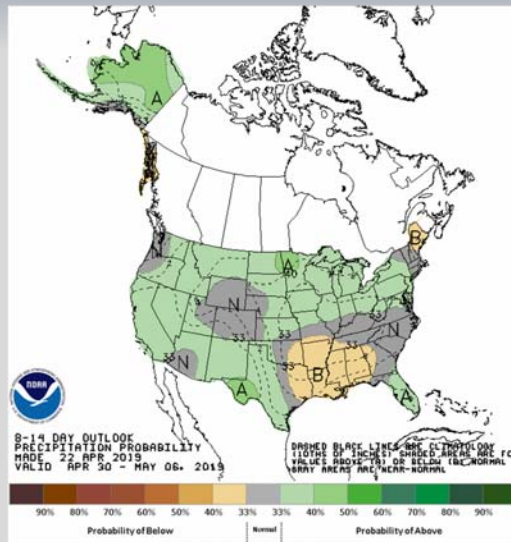 A
A
B
N
A
40
N
33
33
N
33
33
33
N
A
B
A
NOAA
8-14 DAY OUTLOOK
PRECIPITATION PROBABILITY
MADE 22 APR 2019
VALID APR 30 - MAY 06, 2019
DASHED BLACK LINES ARE CLIMATOLOGY
(10THS OF INCHES) SHADED AREAS ARE FC
VALUES ABOVE (A) OR BELOW (B) NORMAL
GRAY AREAS ARE NEAR-NORMAL
90% 80% 70% 60% 50% 40% 33% 33% 40% 50% 60% 70% 80% 90%
Probability of Below Normal Probability of Above